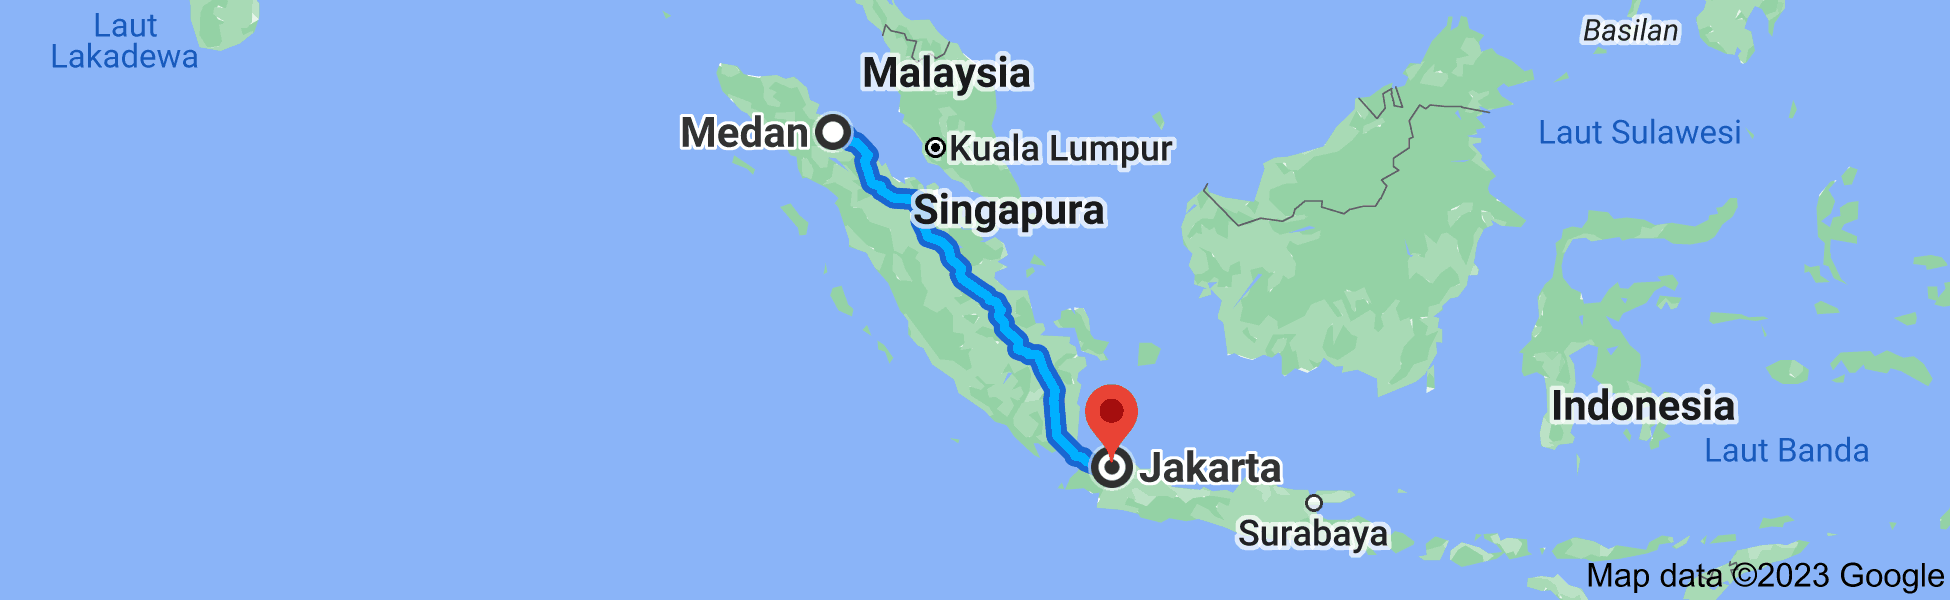 Laut
Lakadewa
Basilan
Malaysia
Medan
Kuala Lumpur
Laut Sulawesi
Singapura
Indonesia
Laut Banda
Jakarta
Surabaya
Map data ©2023 Google